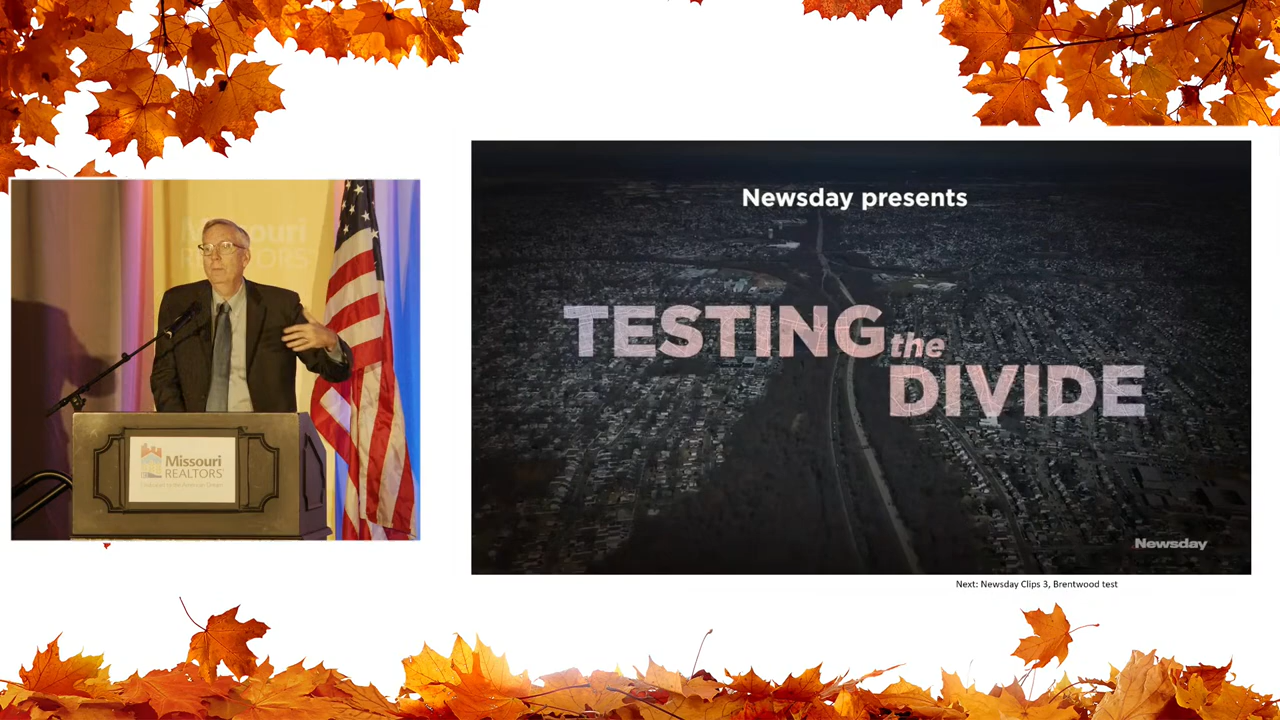 Missouri
REALTORS
Missouri
REALTORS
Newsday presents
TESTING the
DIVIDE
Newsday
Next: Newsday Clips 3, Brentwood test